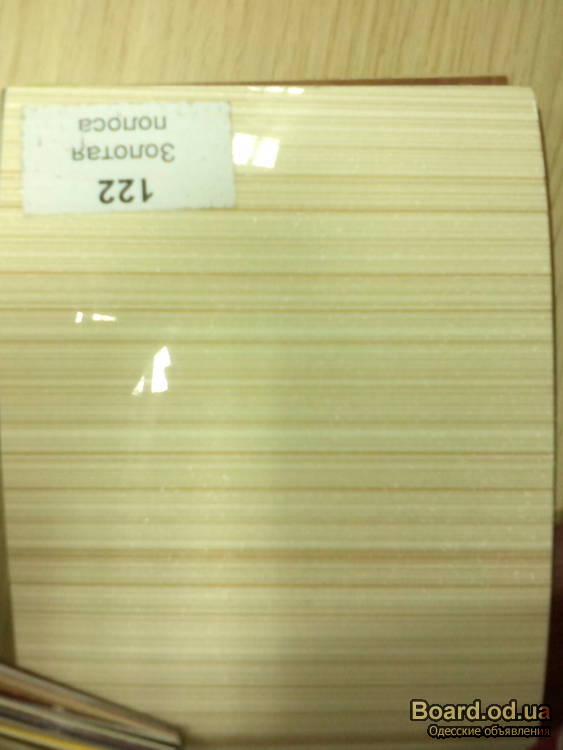 122
Золотая
полоса
Board.od.ua
Одесские объявления